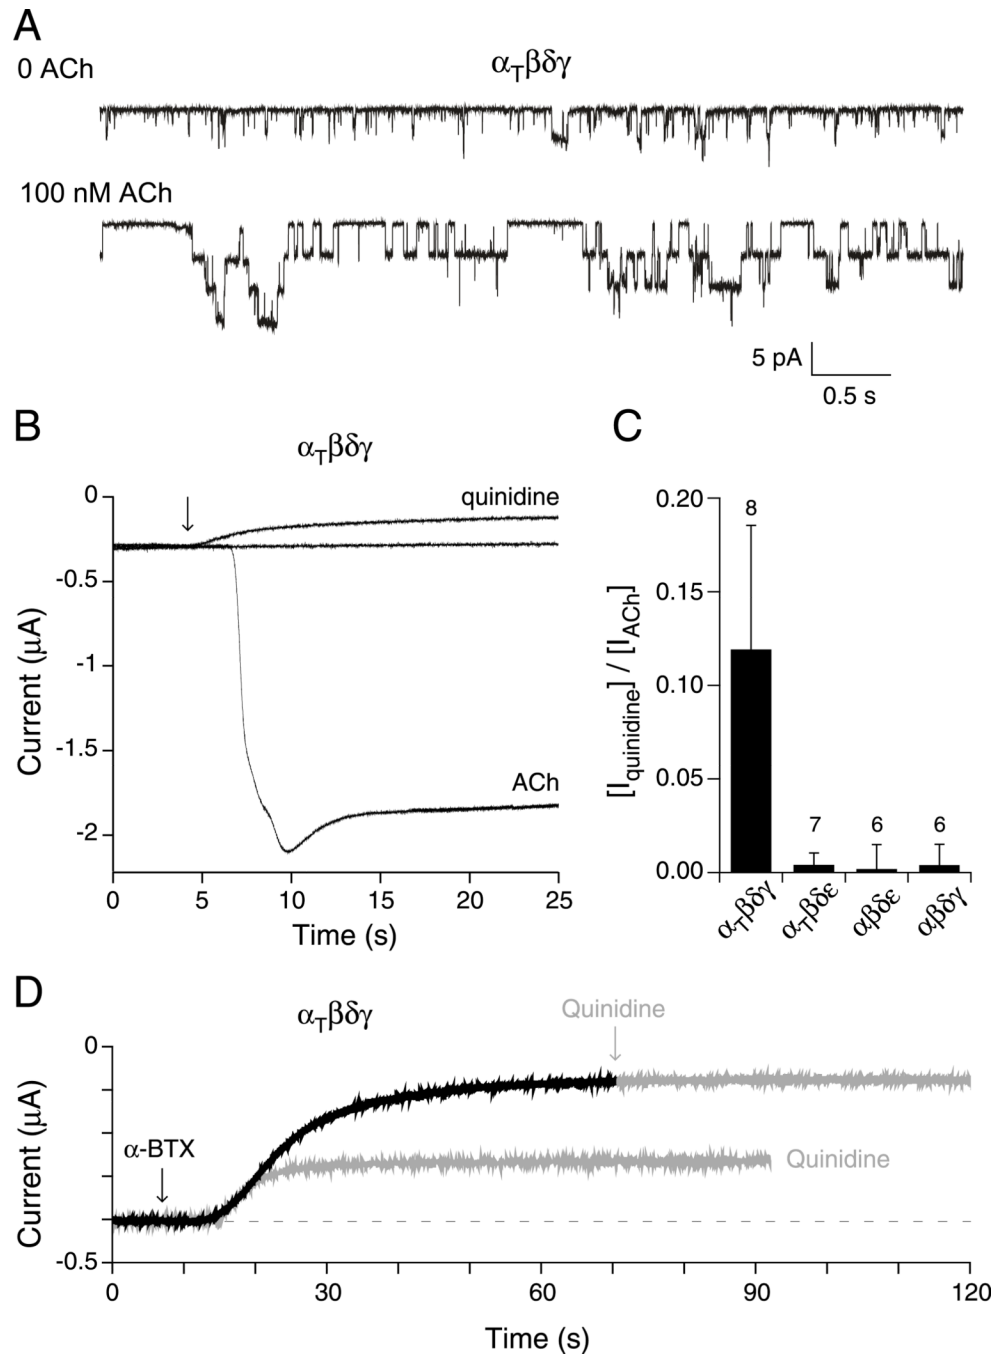 A
αTβδγ
0 ACh
100 nM ACh
5 pA
0.5 s
B
αTβδγ
quinidine
ACh
0
-0.5
-1
-1.5
-2
Current (μA)
0 5 10 15 20 25
Time (s)
C
0.20
0.15
0.10
0.05
0.00
[Iquinidine] / [IACh]
8
7 6 6
αTβδγ αTβδε αβδε αβδγ
D
αTβδγ
Quinidine
α-BTX
Quinidine
0
-0.5
Current (μA)
0 30 60 90 120
Time (s)